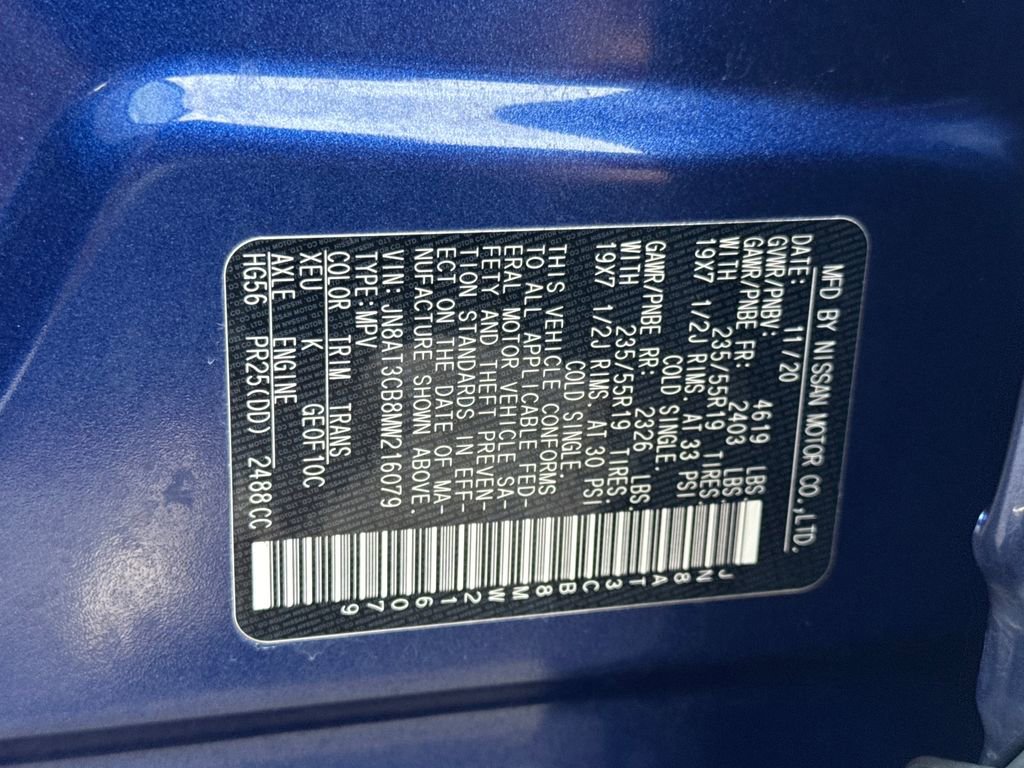 MFD BY NISSAN MOTOR CO.,LTD.
DATE: 11/20
GVWR/PNBV: 4619 LBS
GAWR/PNBE FR: 2403 LBS.
WITH 235/55R19 TIRES
19X7 1/2J RIMS. AT 33 PSI
COLD SINGLE.
GAWR/PNBE RR: 2326 LBS.
WITH 235/55R19 TIRES
19X7 1/2J RIMS. AT 30 PSI
COLD SINGLE.
THIS VEHICLE CONFORMS
TO ALL APPLICABLE FED-
ERAL MOTOR VEHICLE SA-
FETY AND THEFT PREVEN-
TION STANDARDS IN EFF-
ECT ON THE DATE OF MA-
NUFACTURE SHOWN ABOVE.
VIN: JN8AT3CB8MW216079
TYPE:MPV
COLOR TRIM TRANS
XEU K GE0F10C
AXLE ENGINE
HG56 PR25(DD) 2488CC
JN8AT3CB8MW216079